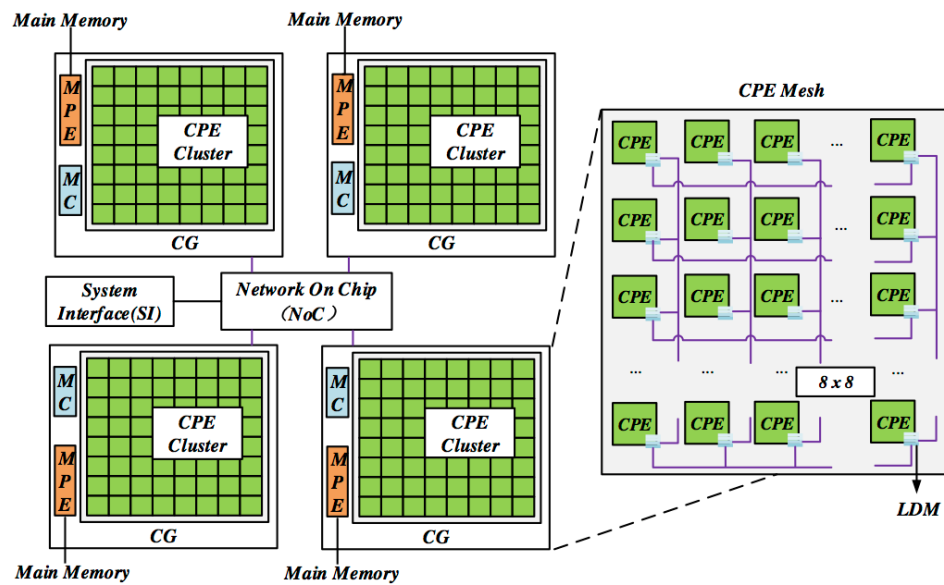 Main Memory
Main Memory
M
P
E
CPE
Cluster
M
C
CG
M
P
E
CPE
Cluster
M
C
CG
System
Interface(SI)
Network On Chip
(NoC)
M
C
CPE
Cluster
M
P
E
CG
Main Memory
M
C
CPE
Cluster
M
P
E
CG
Main Memory
CPE Mesh
CPE CPE CPE ... CPE
CPE CPE CPE ... CPE
CPE CPE CPE ... CPE
... ... ... ...
8 x 8
CPE CPE CPE CPE
LDM